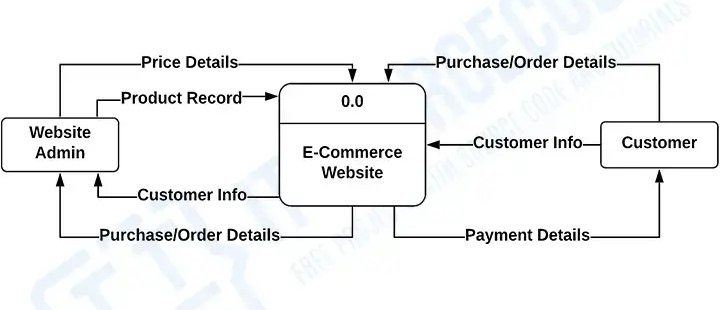 Price Details
Purchase/Order Details
Product Record
0.0
Website
Admin
E-Commerce
Website
Customer Info
Customer
Customer Info
Purchase/Order Details
Payment Details